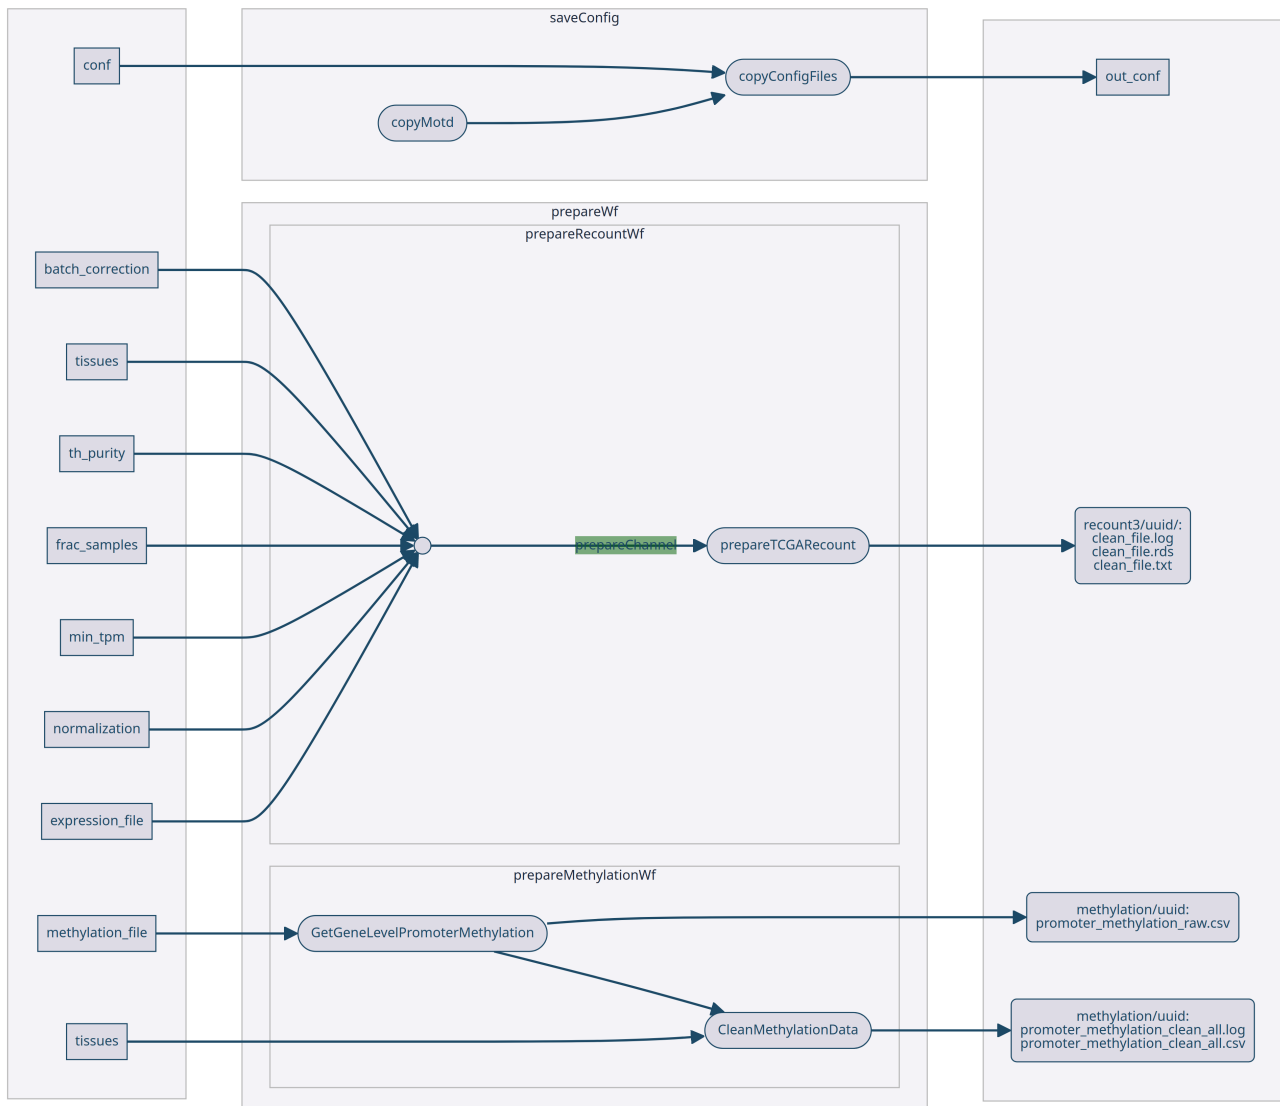 saveConfig
conf
copyConfigFiles
out_conf
copyMotd
prepareWf
prepareRecountWf
batch_correction
tissues
th_purity
frac_samples
prepareChannel
prepareTCGARecount
recount3/uuid/:
clean_file.log
clean_file.rds
clean_file.txt
min_tpm
normalization
expression_file
prepareMethylationWf
methylation_file
GetGeneLevelPromoterMethylation
methylation/uuid:
promoter_methylation_raw.csv
tissues
CleanMethylationData
methylation/uuid:
promoter_methylation_clean_all.log
promoter_methylation_clean_all.csv